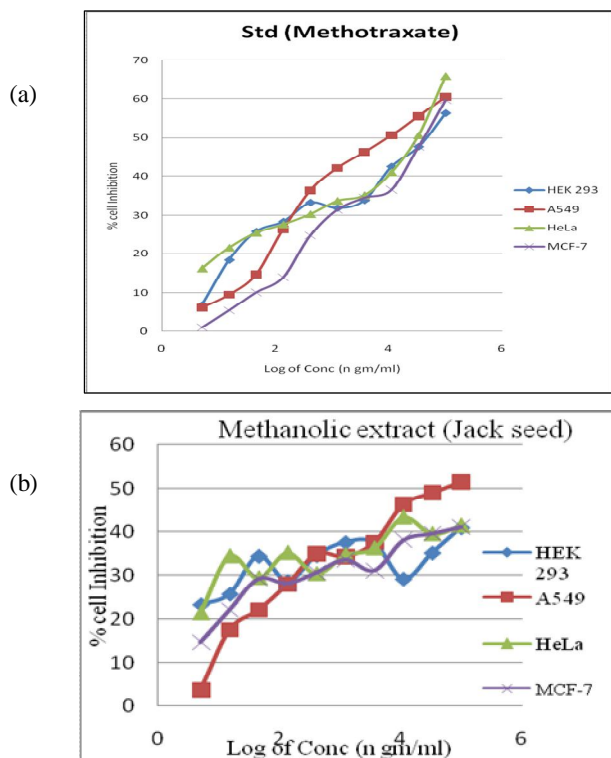 (a)
Std (Methotraxate)
70
60
50
40
30
20
10
0
% cell Inhibition
0 2 4 6
Log of Conc (n gm/ml)
HEK 293
A549
HeLa
MCF-7
(b)
Methanolic extract (Jack seed)
60
50
40
30
20
10
0
% cell Inhibition
0 2 4 6
Log of Conc (n gm/ml)
HEK
293
A549
HeLa
MCF-7